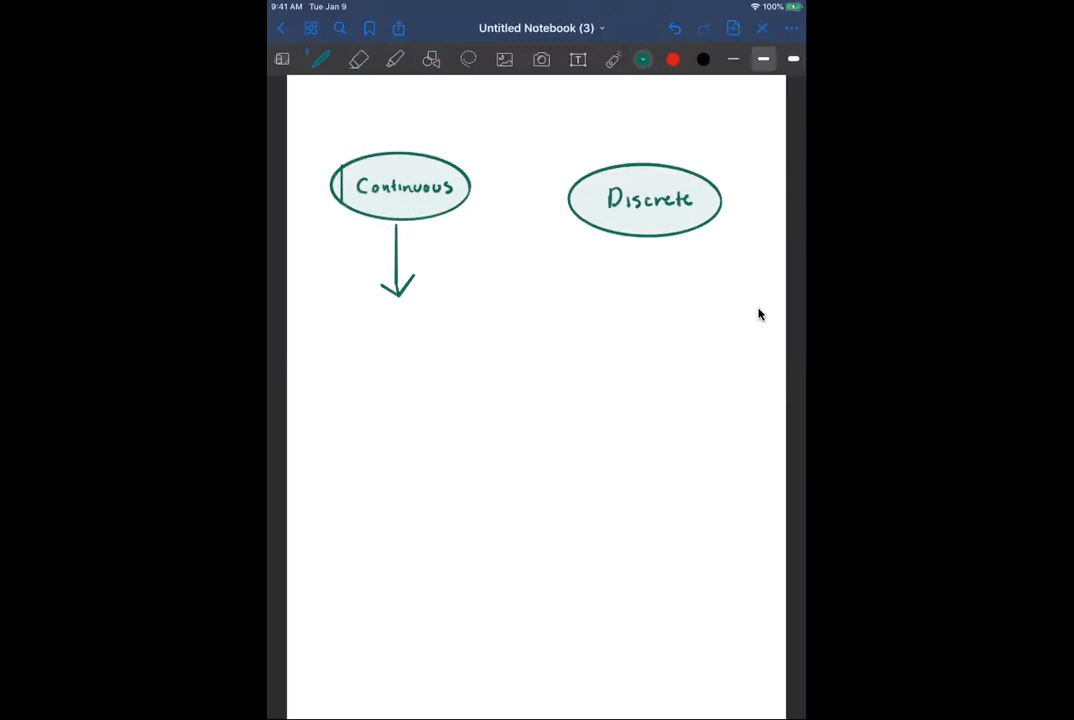 9:41 AM Tue Jan 9
100%
Untitled Notebook (3)
T
Continuous
Discrete